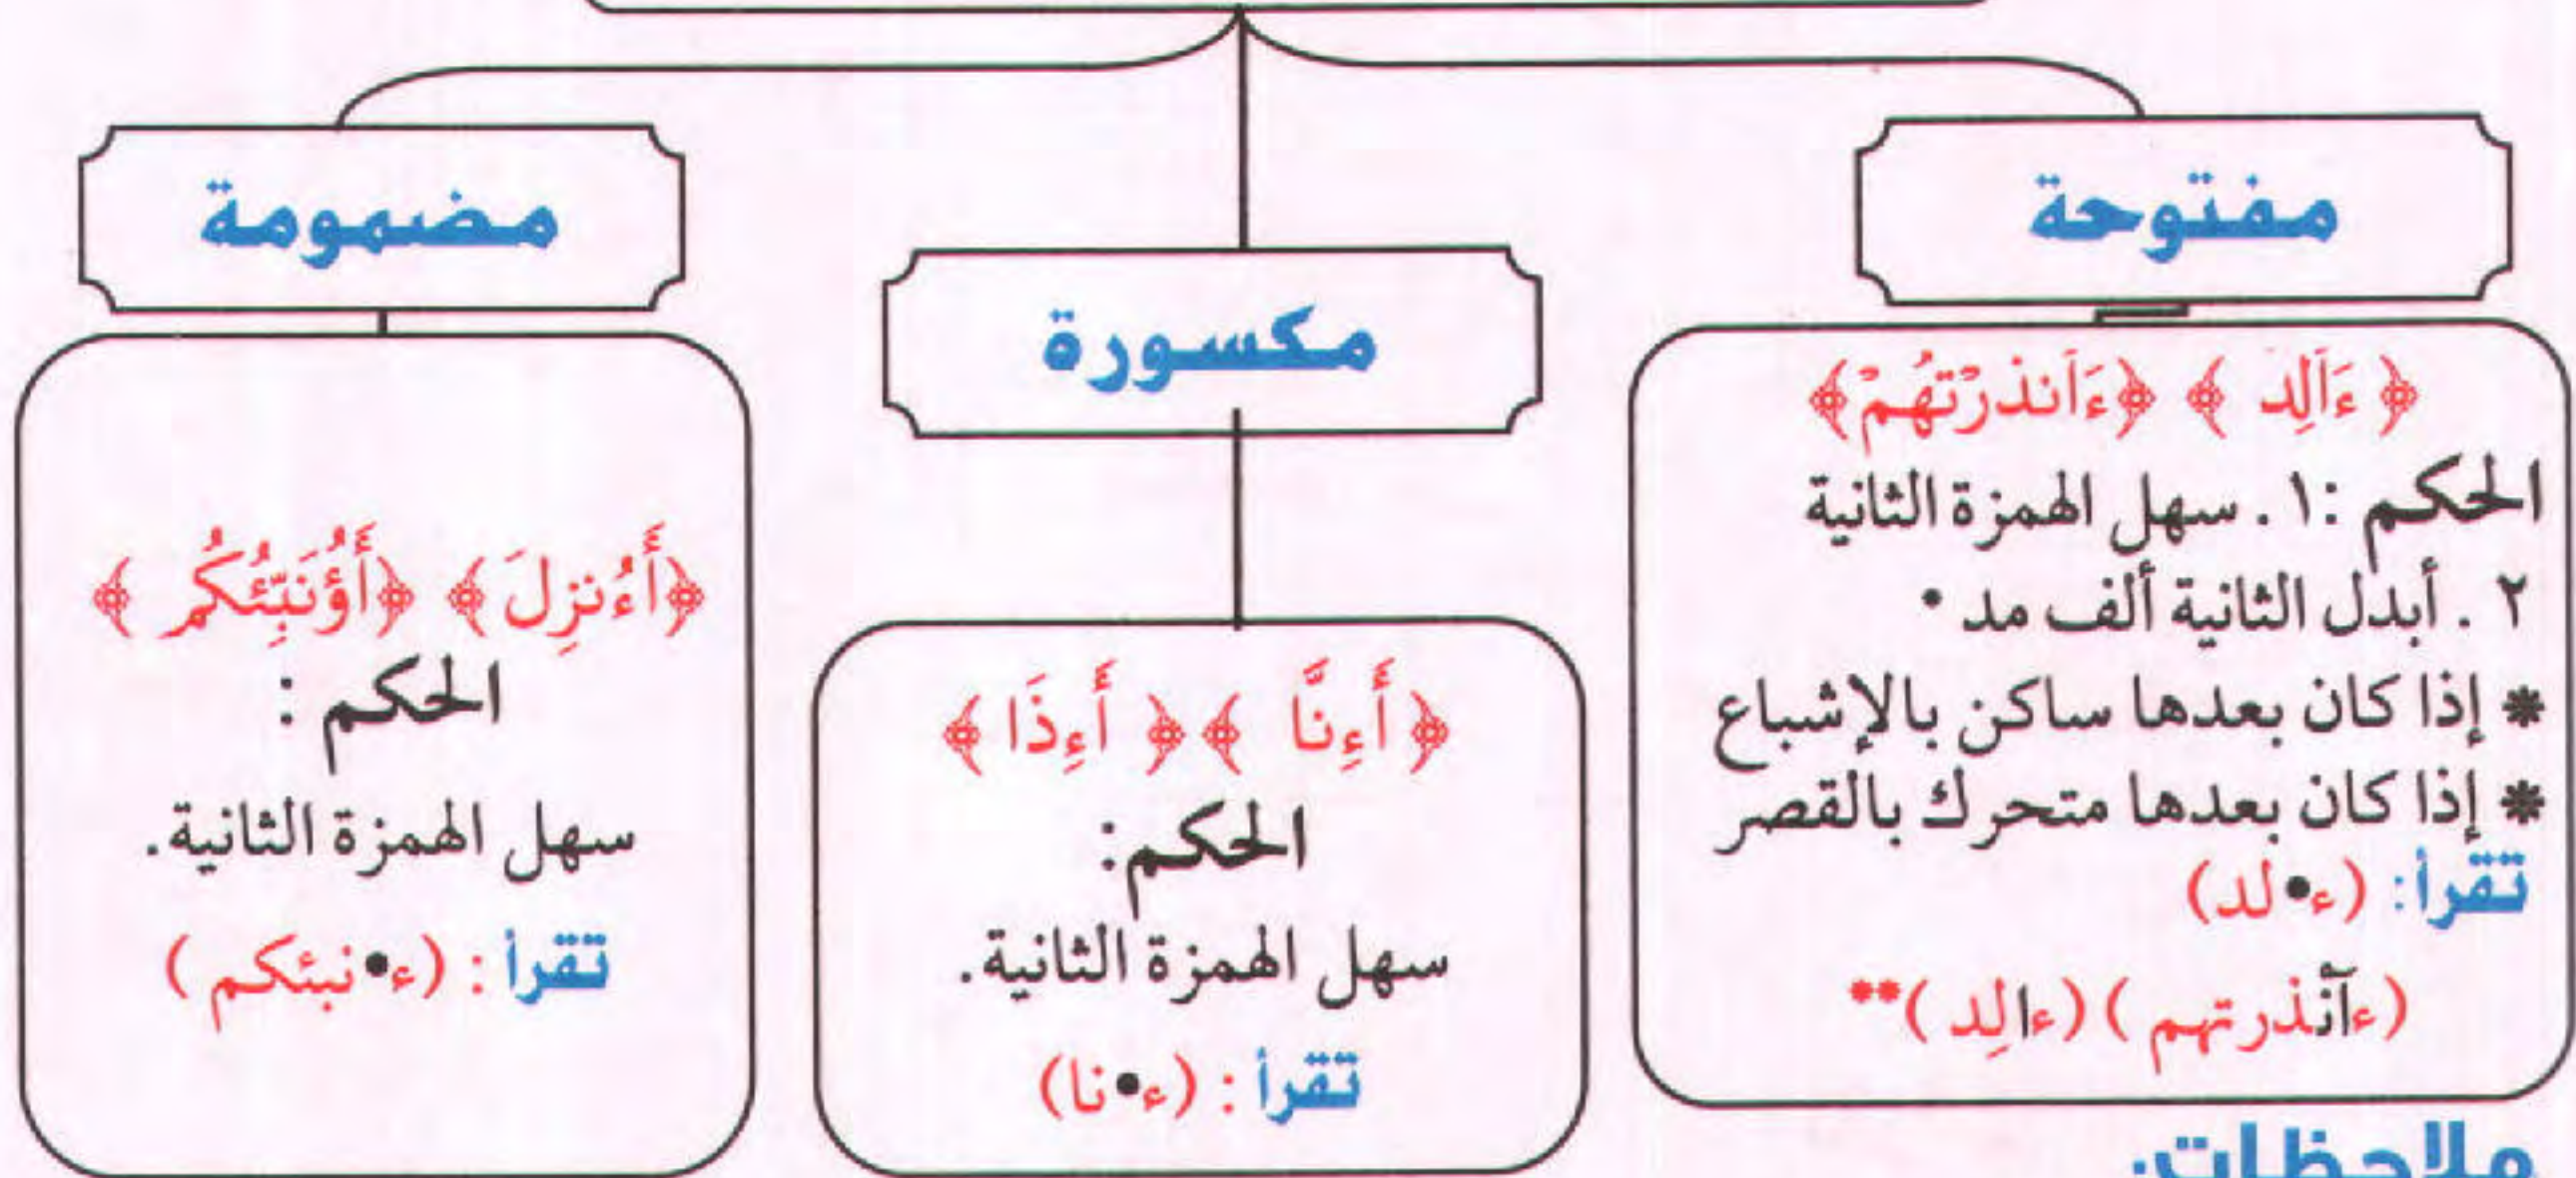 مفتوحة
﴿ ءَاَلِد ﴾ ﴿ءَاَنذَرْتَهُمْ﴾
الحكم : ١ . سهل الهمزة الثانية
٢ . أبدل الثانية ألف مد •
* إذا كان بعدها ساكن بالإشباع
* إذا كان بعدها متحرك بالقصر
تقرأ: (ء•لد)
(ءآنْذرتهم ) (ءالِد )**
مكسورة
﴿ أَءِنَّا ﴾ ﴿ أَءِذَا ﴾
الحكم:
سهل الهمزة الثانية.
تقرأ : (ء•نا)
مضمومة
﴿أَءُنزِلَ﴾ ﴿أَؤُنَبِّئُكُم ﴾
الحكم :
سهل الهمزة الثانية.
تقرأ : (ء•نبئكم )
ملاحظات: